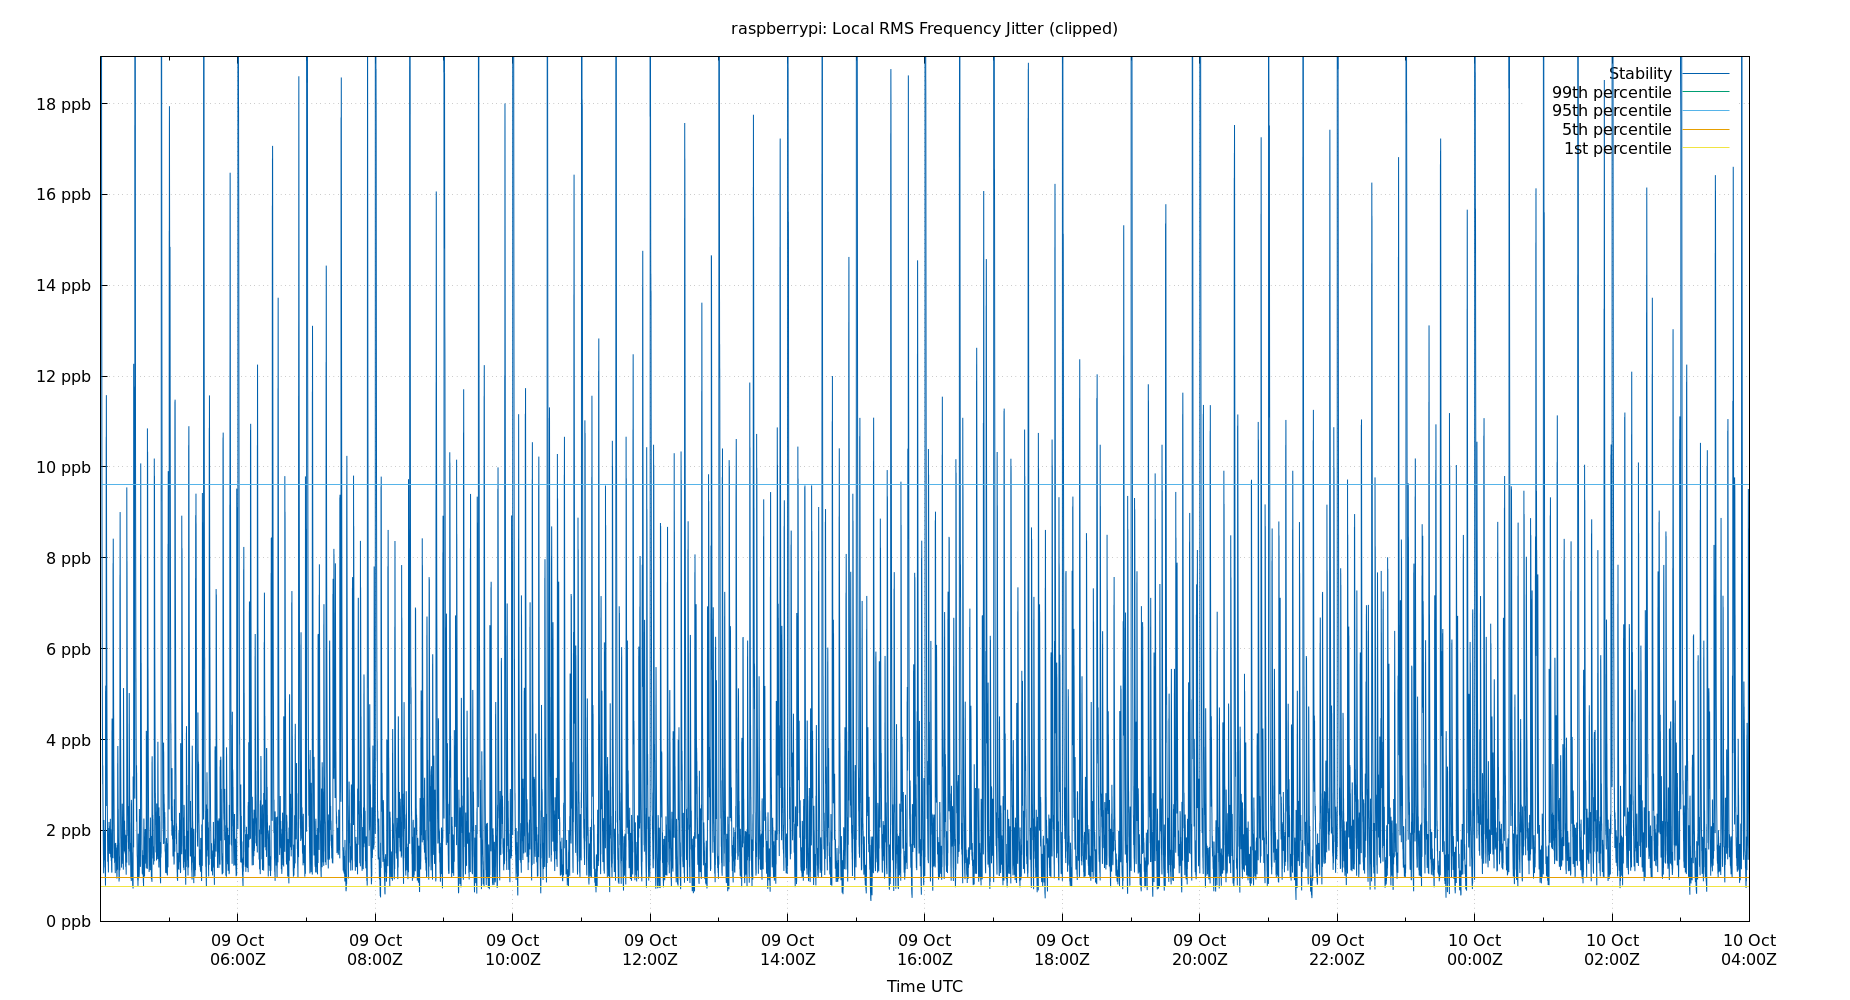 raspberrypi: Local RMS Frequency Jitter (clipped)
Stability
99th percentile
95th percentile
5th percentile
1st percentile
18 ppb
16 ppb
14 ppb
12 ppb
10 ppb
8 ppb
6 ppb
4 ppb
2 ppb
0 ppb
09 Oct 09 Oct 09 Oct 09 Oct 09 Oct 09 Oct 09 Oct 09 Oct 09 Oct 10 Oct 10 Oct 10 Oct
06:00Z 08:00Z 10:00Z 12:00Z 14:00Z 16:00Z 18:00Z 20:00Z 22:00Z 00:00Z 02:00Z 04:00Z
Time UTC